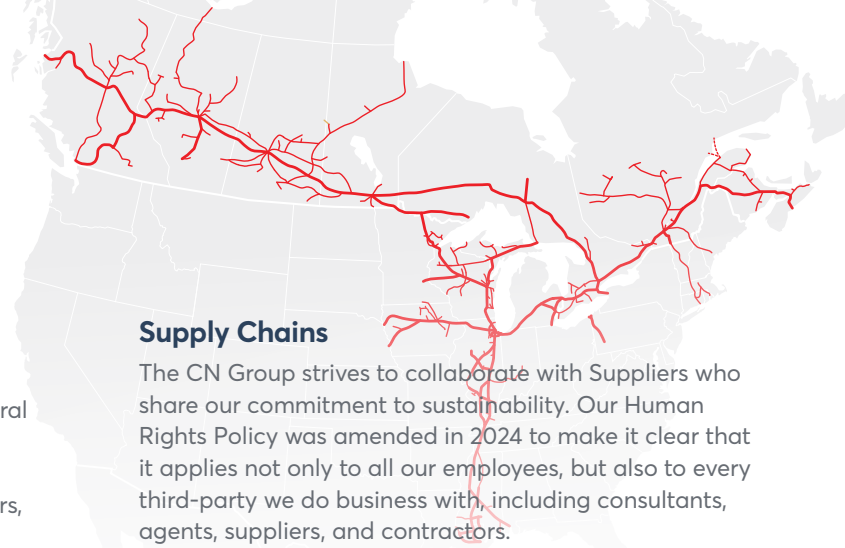 Supply Chains
The CN Group strives to collaborate with Suppliers who
share our commitment to sustainability. Our Human
Rights Policy was amended in 2024 to make it clear that
it applies not only to all our employees, but also to every
third-party we do business with, including consultants,
agents, suppliers, and contractors.
ral
rs,